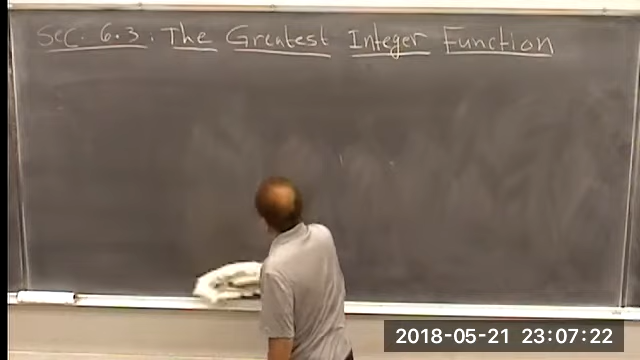 Sec. 6.3: The Greatest Integer Function
2018-05-21 23:07:22